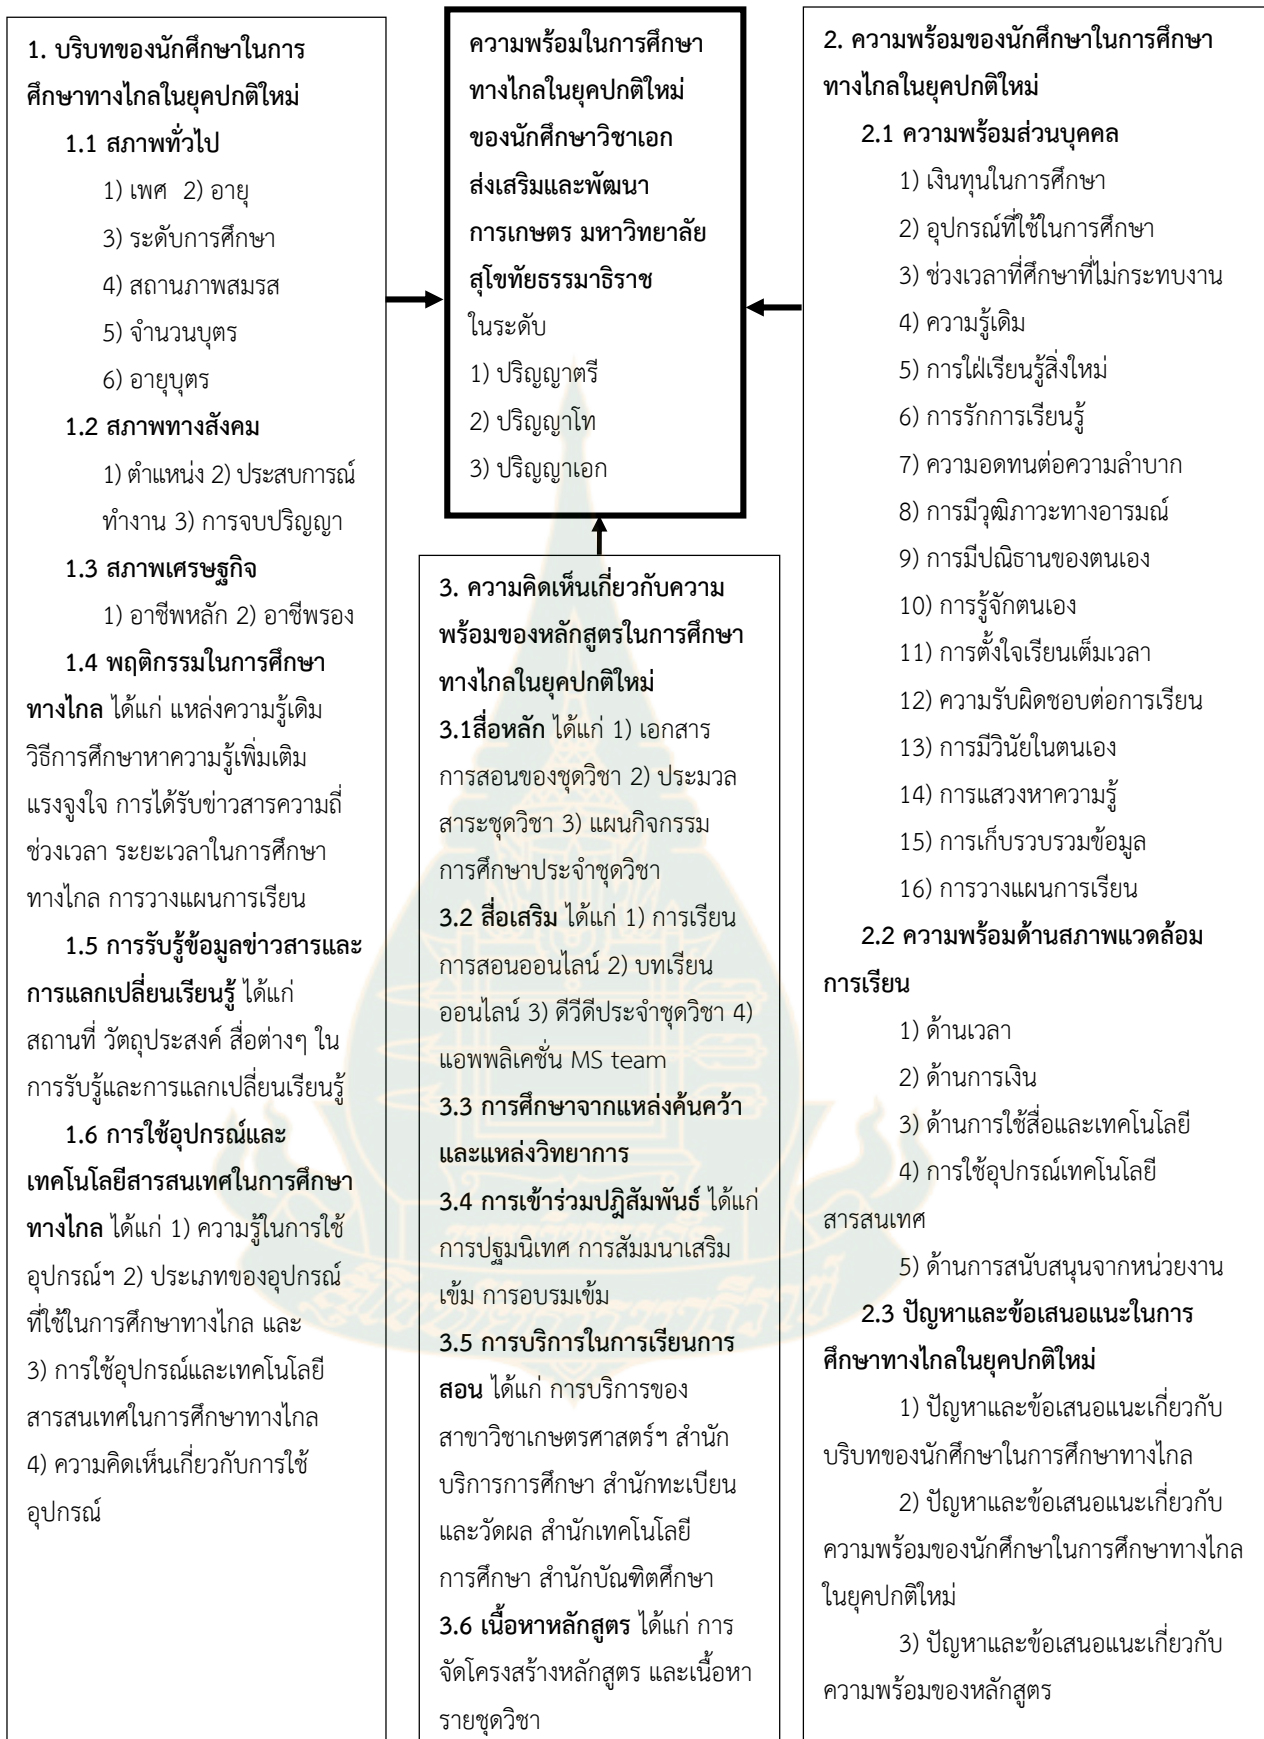 1. บริบทของนักศึกษาในการ
ศึกษาทางไกลในยุคปกติใหม่
1.1 สภาพทั่วไป
1) เพศ 2) อายุ
3) ระดับการศึกษา
4) สถานภาพสมรส
5) จำนวนบุตร
6) อายุบุตร
1.2 สภาพทางสังคม
1) ตำแหน่ง 2) ประสบการณ์
ทำงาน 3) การจบปริญญา
1.3 สภาพเศรษฐกิจ
1) อาชีพหลัก 2) อาชีพรอง
1.4 พฤติกรรมในการศึกษา
ทางไกล ได้แก่ แหล่งความรู้เดิม
วิธีการศึกษาหาความรู้เพิ่มเติม
แรงจูงใจ การได้รับข่าวสารความถี่
ช่วงเวลา ระยะเวลาในการศึกษา
ทางไกล การวางแผนการเรียน
1.5 การรับรู้ข้อมูลข่าวสารและ
การแลกเปลี่ยนเรียนรู้ ได้แก่
สถานที่ วัตถุประสงค์ สื่อต่างๆ ใน
การรับรู้และการแลกเปลี่ยนเรียนรู้
1.6 การใช้อุปกรณ์และ
เทคโนโลยีสารสนเทศในการศึกษา
ทางไกล ได้แก่ 1) ความรู้ในการใช้
อุปกรณ์ฯ 2) ประเภทของอุปกรณ์
ที่ใช้ในการศึกษาทางไกล และ
3) การใช้อุปกรณ์และเทคโนโลยี
สารสนเทศในการศึกษาทางไกล
4) ความคิดเห็นเกี่ยวกับการใช้
อุปกรณ์
ความพร้อมในการศึกษา
ทางไกลในยุคปกติใหม่
ของนักศึกษาวิชาเอก
ส่งเสริมและพัฒนา
การเกษตร มหาวิทยาลัย
สุโขทัยธรรมาธิราช
ในระดับ
1) ปริญญาตรี
2) ปริญญาโท
3) ปริญญาเอก
3. ความคิดเห็นเกี่ยวกับความ
พร้อมของหลักสูตรในการศึกษา
ทางไกลในยุคปกติใหม่
3.1สื่อหลัก ได้แก่ 1) เอกสาร
การสอนของชุดวิชา 2) ประมวล
สาระชุดวิชา 3) แผนกิจกรรม
การศึกษาประจำชุดวิชา
3.2 สื่อเสริม ได้แก่ 1) การเรียน
การสอนออนไลน์ 2) บทเรียน
ออนไลน์ 3) ดีวีดีประจำชุดวิชา 4)
แอพพลิเคชั่น MS team
3.3 การศึกษาจากแหล่งค้นคว้า
และแหล่งวิทยาการ
3.4 การเข้าร่วมปฎิสัมพันธ์ ได้แก่
การปฐมนิเทศ การสัมมนาเสริม
เข้ม การอบรมเข้ม
3.5 การบริการในการเรียนการ
สอน ได้แก่ การบริการของ
สาขาวิชาเกษตรศาสตร์ฯ สำนัก
บริการการศึกษา สำนักทะเบียน
และวัดผล สำนักเทคโนโลยี
การศึกษา สำนักบัณฑิตศึกษา
3.6 เนื้อหาหลักสูตร ได้แก่ การ
จัดโครงสร้างหลักสูตร และเนื้อหา
รายชุดวิชา
2. ความพร้อมของนักศึกษาในการศึกษา
ทางไกลในยุคปกติใหม่
2.1 ความพร้อมส่วนบุคคล
1) เงินทุนในการศึกษา
2) อุปกรณ์ที่ใช้ในการศึกษา
3) ช่วงเวลาที่ศึกษาที่ไม่กระทบงาน
4) ความรู้เดิม
5) การใฝ่เรียนรู้สิ่งใหม่
6) การรักการเรียนรู้
7) ความอดทนต่อความลำบาก
8) การมีวุฒิภาวะทางอารมณ์
9) การมีปณิธานของตนเอง
10) การรู้จักตนเอง
11) การตั้งใจเรียนเต็มเวลา
12) ความรับผิดชอบต่อการเรียน
13) การมีวินัยในตนเอง
14) การแสวงหาความรู้
15) การเก็บรวบรวมข้อมูล
16) การวางแผนการเรียน
2.2 ความพร้อมด้านสภาพแวดล้อม
การเรียน
1) ด้านเวลา
2) ด้านการเงิน
3) ด้านการใช้สื่อและเทคโนโลยี
4) การใช้อุปกรณ์เทคโนโลยี
สารสนเทศ
5) ด้านการสนับสนุนจากหน่วยงาน
2.3 ปัญหาและข้อเสนอแนะในการ
ศึกษาทางไกลในยุคปกติใหม่
1) ปัญหาและข้อเสนอแนะเกี่ยวกับ
บริบทของนักศึกษาในการศึกษาทางไกล
2) ปัญหาและข้อเสนอแนะเกี่ยวกับ
ความพร้อมของนักศึกษาในการศึกษาทางไกล
ในยุคปกติใหม่
3) ปัญหาและข้อเสนอแนะเกี่ยวกับ
ความพร้อมของหลักสูตร